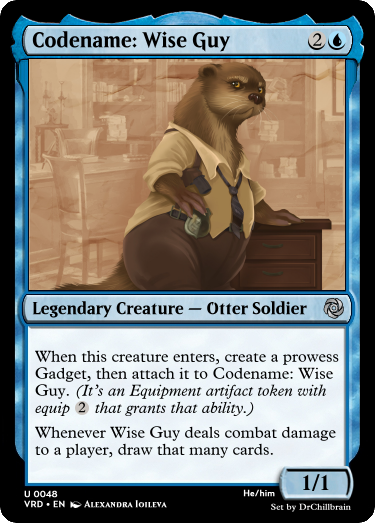 Codename: Wise Guy 2
Legendary Creature — Otter Soldier
When this creature enters, create a prowess
Gadget, then attach it to Codename: Wise
Guy. (It's an Equipment artifact token with
equip 2 that grants that ability.)
Whenever Wise Guy deals combat damage
to a player, draw that many cards.
1/1
U 0048
VRD • EN Alexandra Ioileva
He/him
Set by DrChillbrain